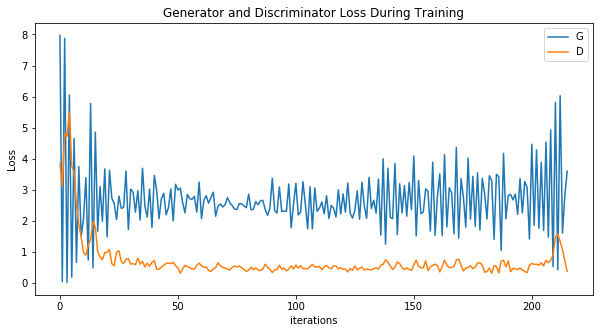 Generator and Discriminator Loss During Training
G
D
Loss
8
7
6
5
4
3
2
1
0
0
50
100
150
200
iterations